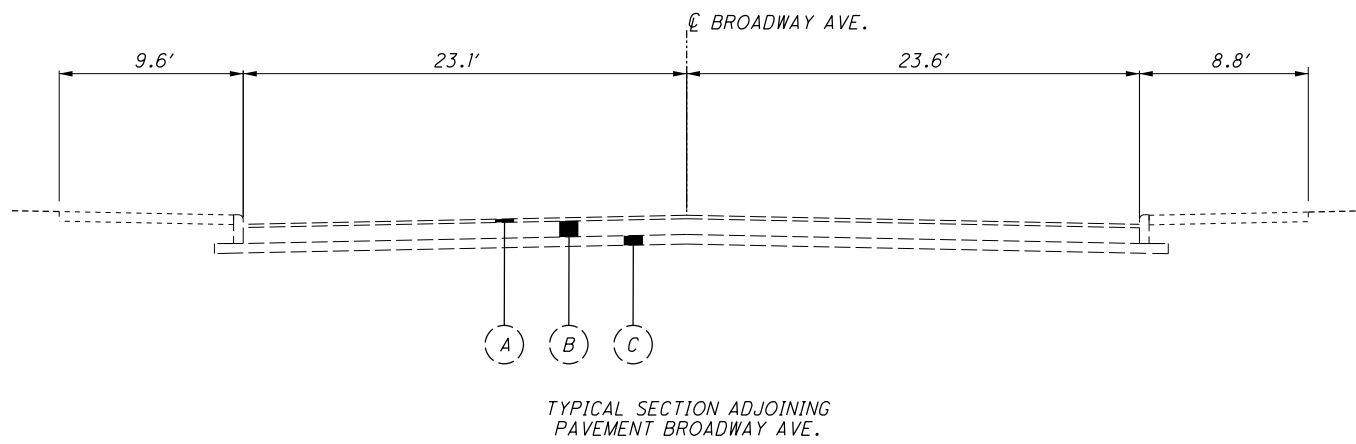 ℄ BROADWAY AVE.
9.6' 23.1' 23.6' 8.8'
A B C
TYPICAL SECTION ADJOINING
PAVEMENT BROADWAY AVE.